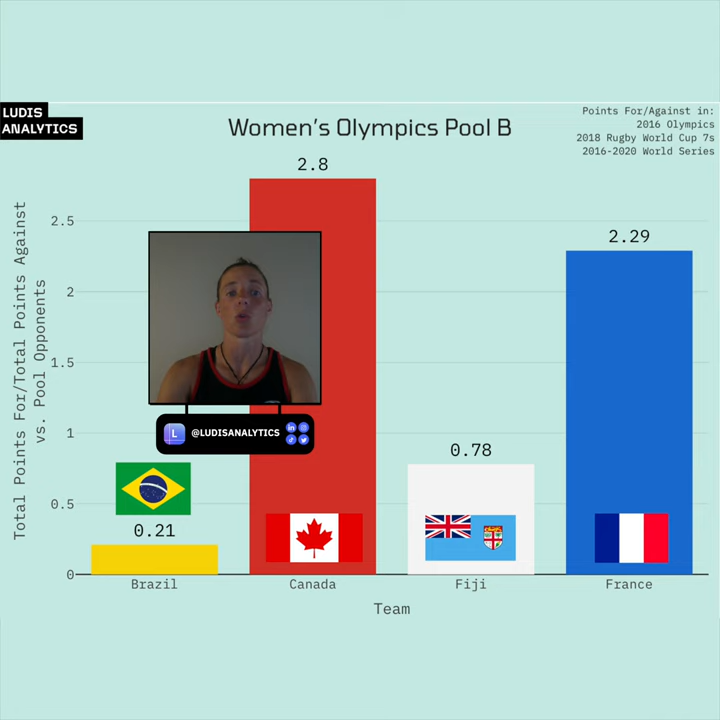 LUDIS
ANALYTICS
Women's Olympics Pool B
Points For/Against in:
2016 Olympics
2018 Rugby World Cup 7s
2016-2020 World Series
Total Points For/Total Points Against
vs. Pool Opponents
2.5
2
1.5
1
0.5
0
0.21
2.8
0.78
2.29
L @LUDISANALYTICS
Brazil
Canada
Fiji
France
Team